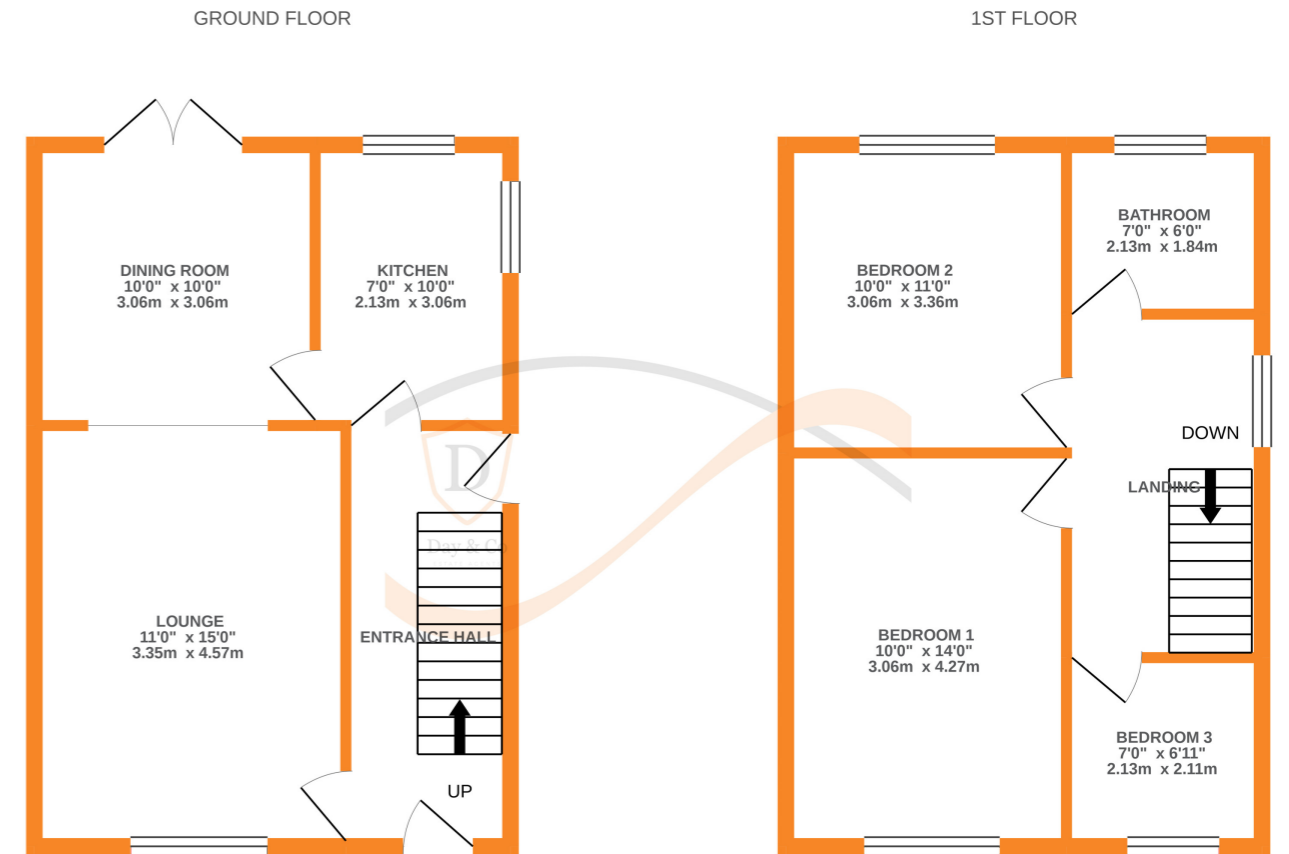 GROUND FLOOR
1ST FLOOR
DINING ROOM
10'0" x 10'0"
3.06m x 3.06m
KITCHEN
7'0" x 10'0"
2.13m x 3.06m
LOUNGE
11'0" x 15'0"
3.35m x 4.57m
D
Day & Co
ENTRANCE HALL
UP
BEDROOM 2
10'0" x 11'0"
3.06m x 3.36m
BATHROOM
7'0" x 6'0"
2.13m x 1.84m
DOWN
LANDING
BEDROOM 1
10'0" x 14'0"
3.06m x 4.27m
BEDROOM 3
7'0" x 6'11"
2.13m x 2.11m